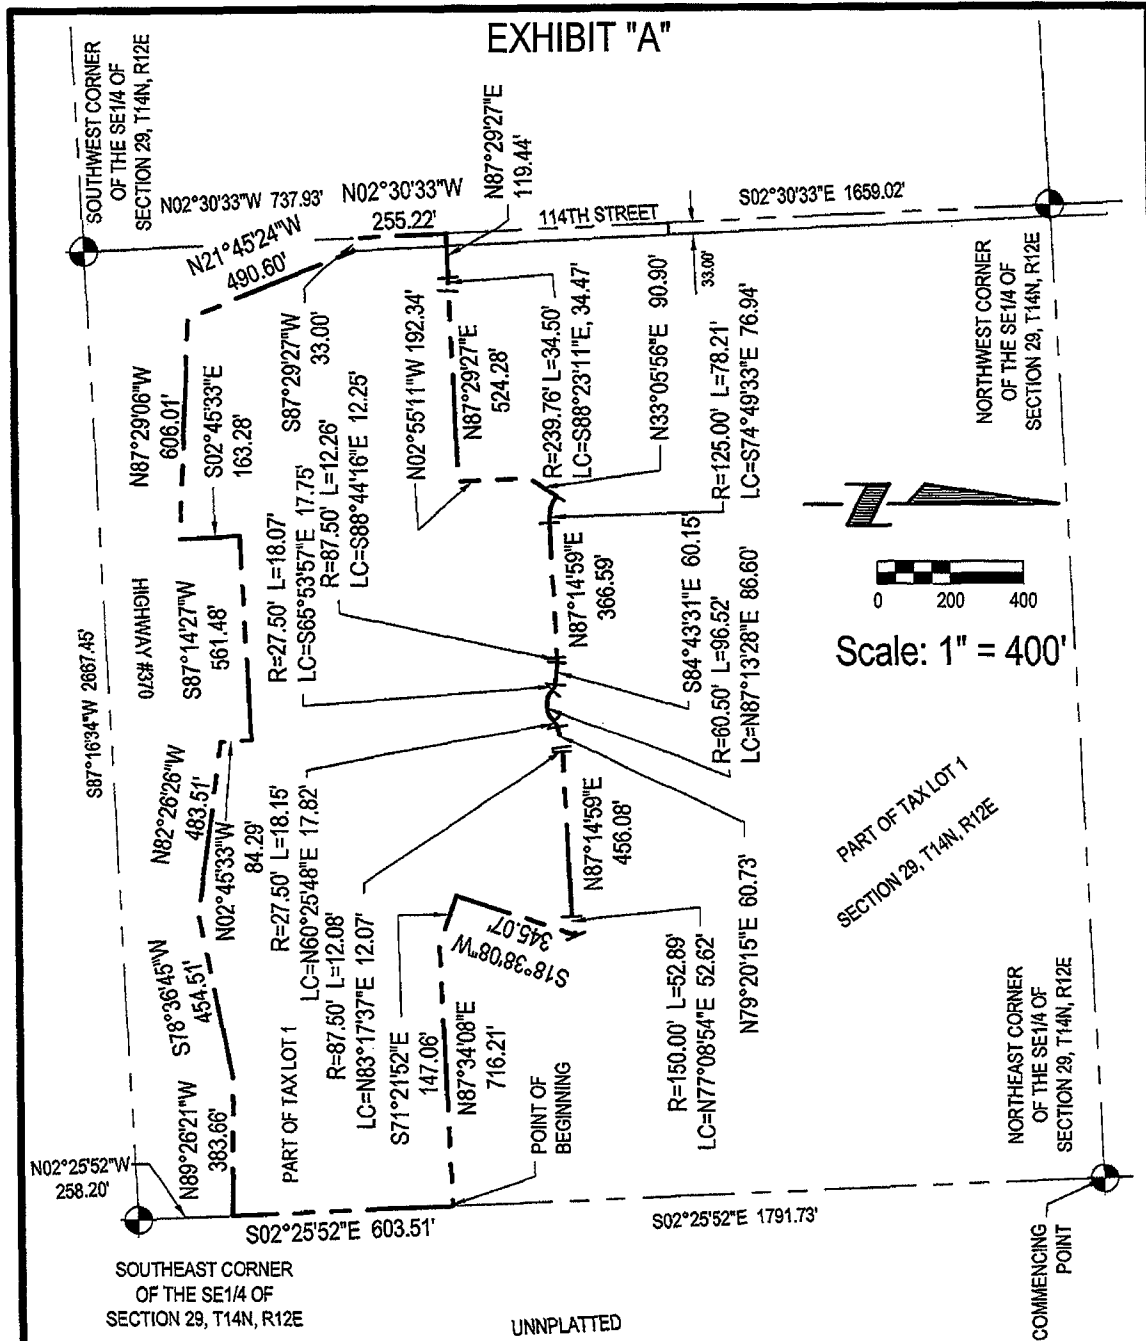 EXHIBIT "A"
SOUTHWEST CORNER
OF THE SE1/4 OF
SECTION 29, T14N, R12E
N02°30'33"W 737.93'
N02°30'33"W
255.22'
N87°29'27"E
119.44'
114TH STREET
S02°30'33"E 1659.02'
33.00'
NORTHWEST CORNER
OF THE SE1/4 OF
SECTION 29, T14N, R12E
N21°45'24"W
490.60'
S87°29'27"W
33.00'
N02°55'11"W 192.34'
N87°29'27"E
524.28'
R=239.76' L=34.50'
LC=S88°23'11"E, 34.47'
N33°05'56"E 90.90'
R=125.00' L=78.21'
LC=S74°49'33"E 76.94'
N87°29'06"W
606.01'
S02°45'33"E
163.28'
R=27.50' L=18.07'
LC=S65°53'57"E 17.75'
R=87.50' L=12.26'
LC=S88°44'16"E 12.25'
N87°14'59"E
366.59'
S84°43'31"E 60.15'
R=60.50' L=96.52'
LC=N87°13'28"E 86.60'
0 200 400
Scale: 1" = 400'
S87°16'34"W 2667.45'
HIGHWAY #370
S87°14'27"W
561.48'
N82°26'26"W
483.51'
N02°45'33"W
84.29'
R=27.50' L=18.15'
LC=N60°25'48"E 17.82'
R=87.50' L=12.08'
LC=N83°17'37"E 12.07'
N87°14'59"E
456.08'
N79°20'15"E 60.73'
PART OF TAX LOT 1
SECTION 29, T14N, R12E
S78°36'45"W
454.51'
S18°38'08"W
345.07'
S71°21'52"E
147.06'
N87°34'08"E
716.21'
R=150.00' L=52.89'
LC=N77°08'54"E 52.62'
N89°26'21"W
383.66'
PART OF TAX LOT 1
POINT OF
BEGINNING
NORTHEAST CORNER
OF THE SE1/4 OF
SECTION 29, T14N, R12E
N02°25'52"W
258.20'
S02°25'52"E 603.51'
S02°25'52"E 1791.73'
COMMENCING
POINT
SOUTHEAST CORNER
OF THE SE1/4 OF
SECTION 29, T14N, R12E
UNNPLATTED